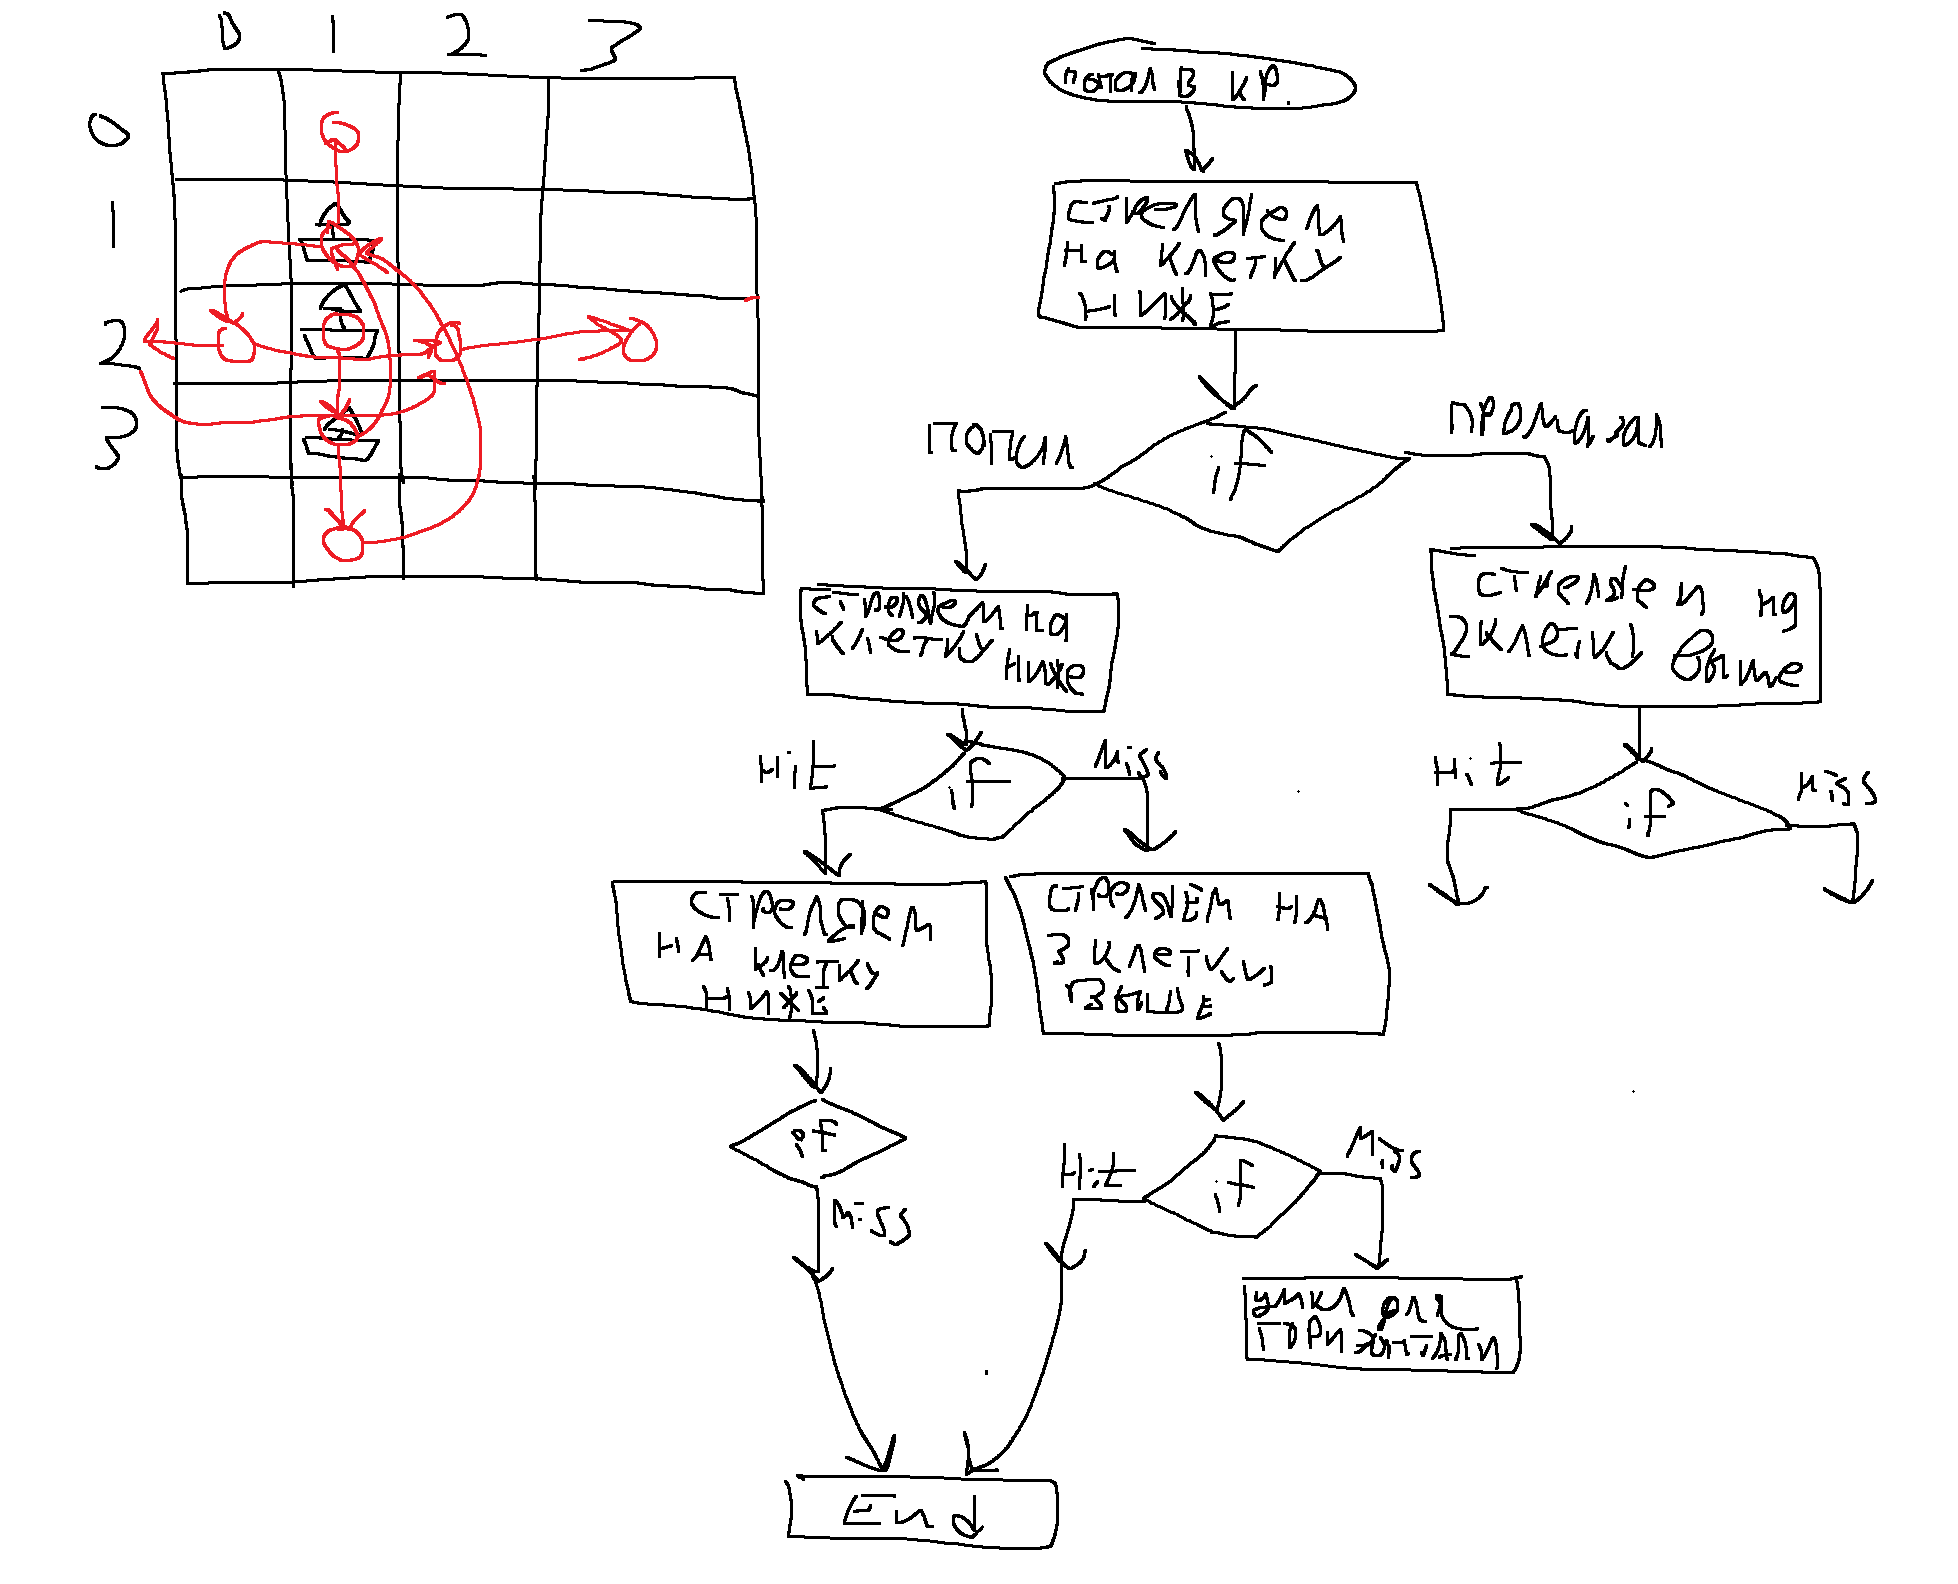 0 1 2 3
0
1
2
3
попал в кр.
стреляем
на клетку
ниже
попал
промазал
if
стреляем на
клетку ниже
стреляем на
2 клетки выше
Hit
if
Miss
Hit
if
Miss
стреляем
на клетку
ниже
стреляем на
3 клетки
выше
if
Miss
Hit
if
Miss
цикл для
горизонтали
End